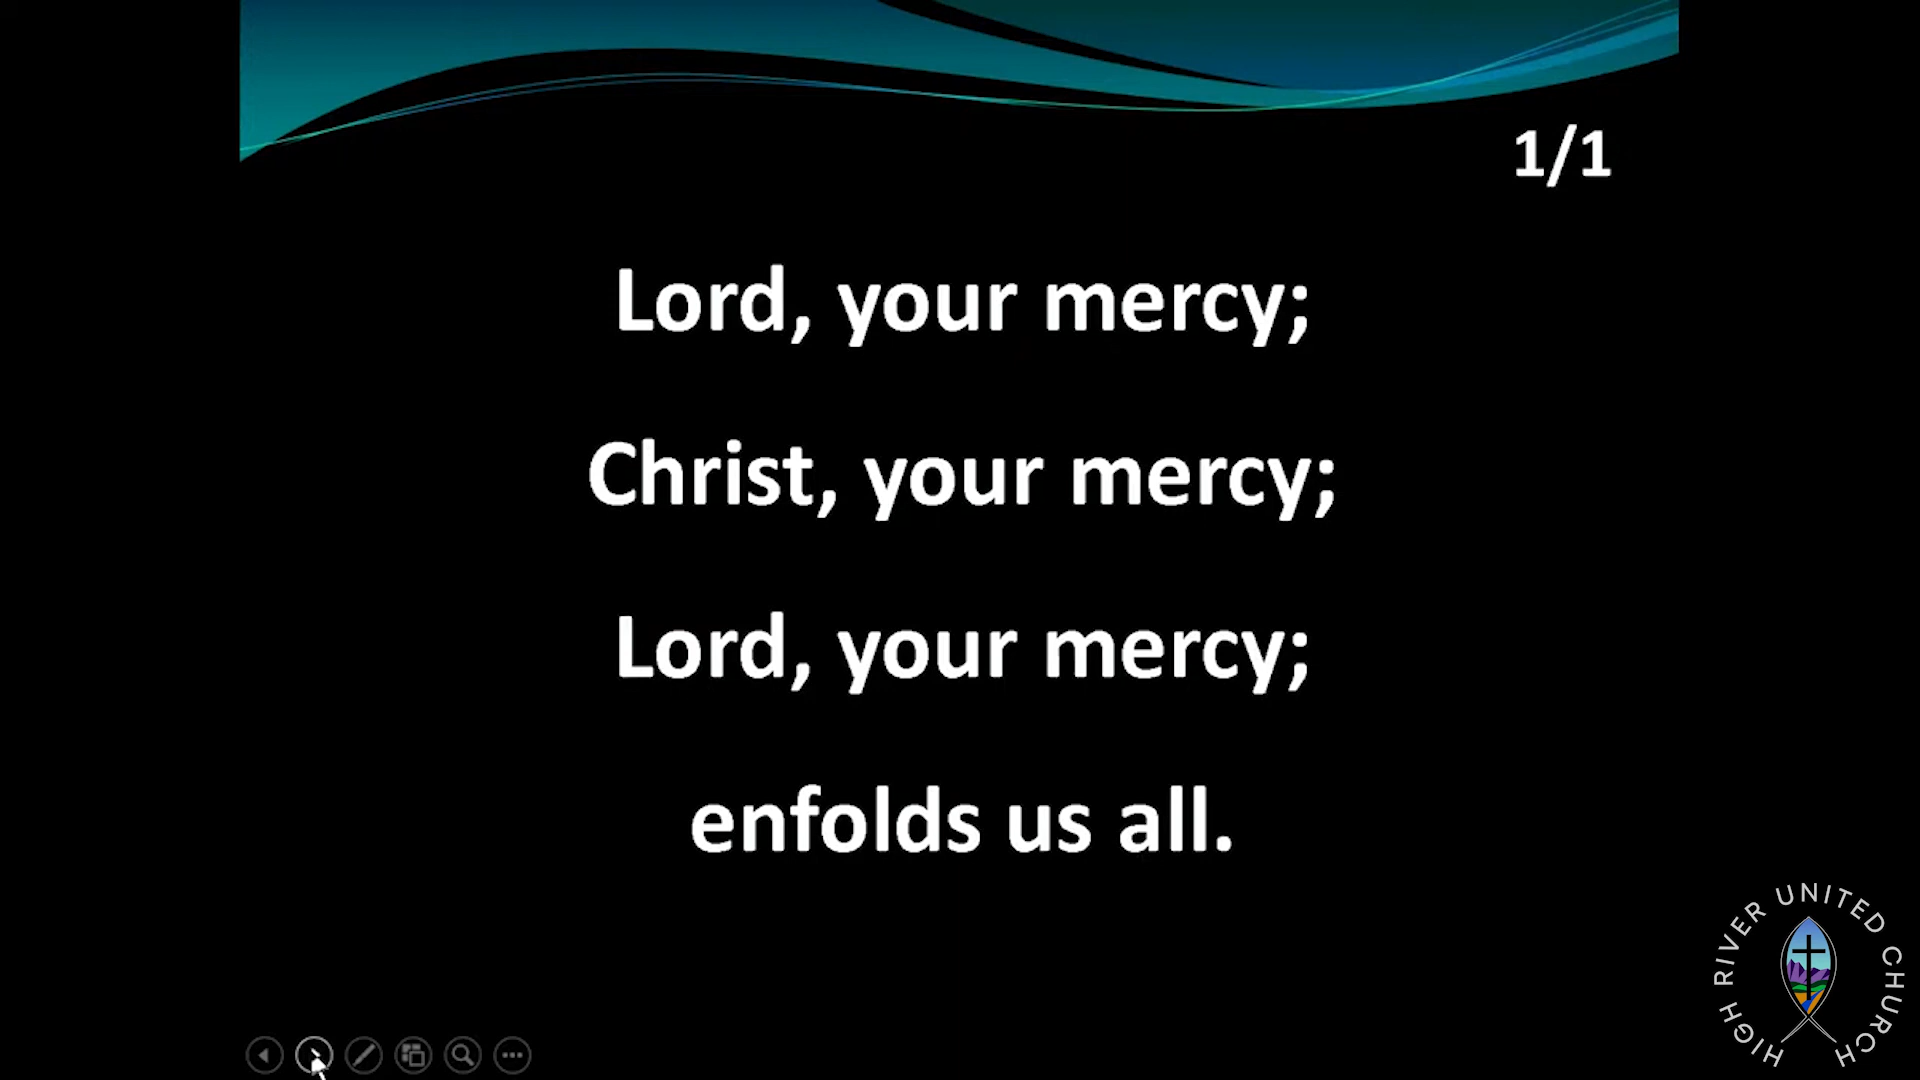 1/1
Lord, your mercy;
Christ, your mercy;
Lord, your mercy;
enfolds us all.
HIGH RIVER UNITED CHURCH